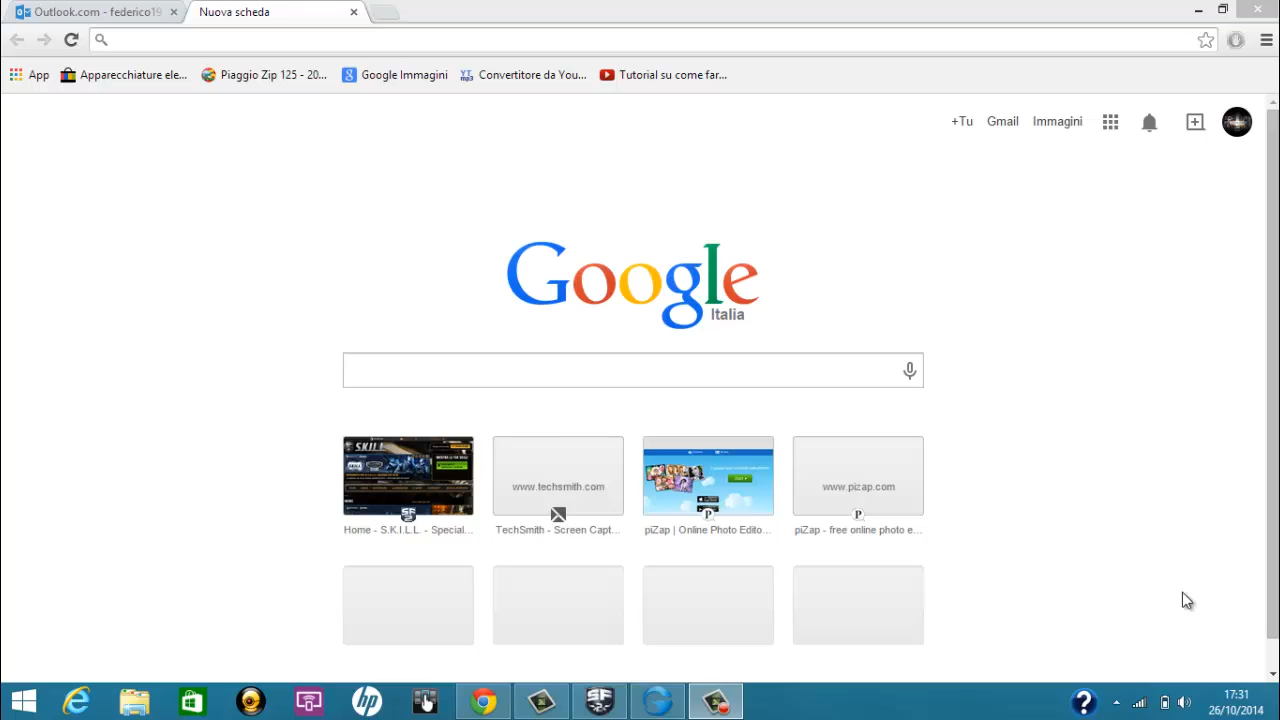 Outlook.com - federico19
Nuova scheda
App
Apparecchiature ele...
Piaggio Zip 125 - 20...
Google Immagini
Convertitore da You...
Tutorial su come far...
+Tu
Gmail
Immagini
Google
Italia
SKILL
www.techsmith.com
www.pizap.com
Home - S.K.I.L.L. - Special...
TechSmith - Screen Capt...
piZap | Online Photo Edito...
piZap - free online photo e...
17:31
26/10/2014